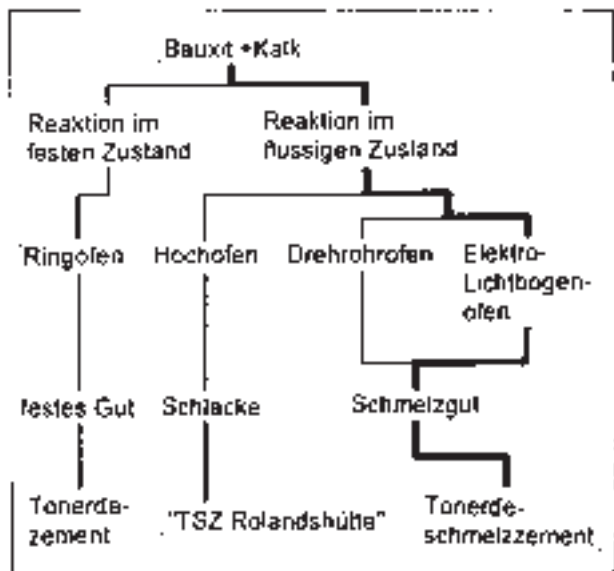 Bauxit + Kalk
Reaktion im
festen Zustand
Reaktion im
flussigen Zustand
Ringofen
Hochofen
Drehrohrofen
Elektro-
Lichtbogen-
ofen
festes Gut
Schlacke
Schmelzgut
Tonerde-
zement
"TSZ Rolandshütte"
Tonerde-
schmelzzement